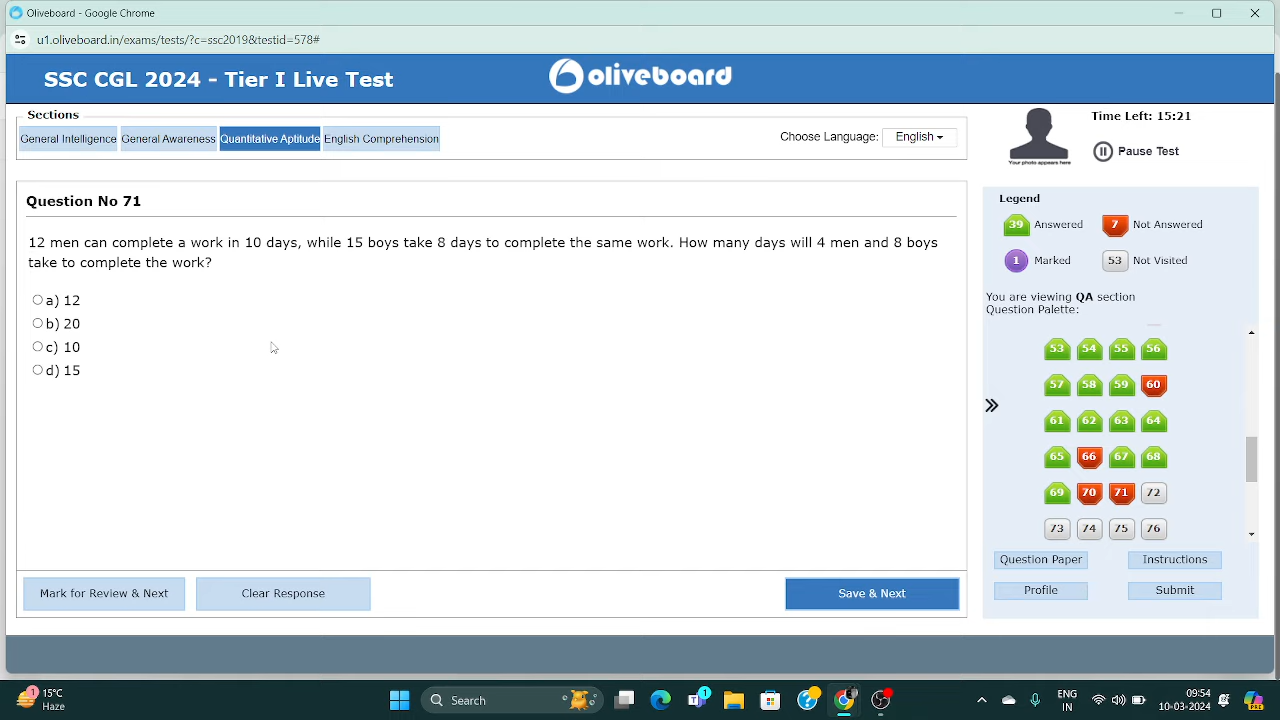 Oliveboard - Google Chrome
u1.oliveboard.in/exams/tests/?c=ssc2019&testid=578#
SSC CGL 2024 - Tier I Live Test
oliveboard
Sections
General Intelligence General Awareness Quantitative Aptitude English Comprehension
Choose Language: English
Your photo appears here
Time Left: 15:21
Pause Test
Question No 71
12 men can complete a work in 10 days, while 15 boys take 8 days to complete the same work. How many days will 4 men and 8 boys
take to complete the work?
a) 12
b) 20
c) 10
d) 15
Mark for Review & Next Clear Response Save & Next
Legend
39 Answered 7 Not Answered
1 Marked 53 Not Visited
You are viewing QA section
Question Palette:
53 54 55 56
57 58 59 60
61 62 63 64
65 66 67 68
69 70 71 72
73 74 75 76
Question Paper Instructions
Profile Submit
15°C
Haze
1
Search
1
ENG
IN
09:54
10-03-2024